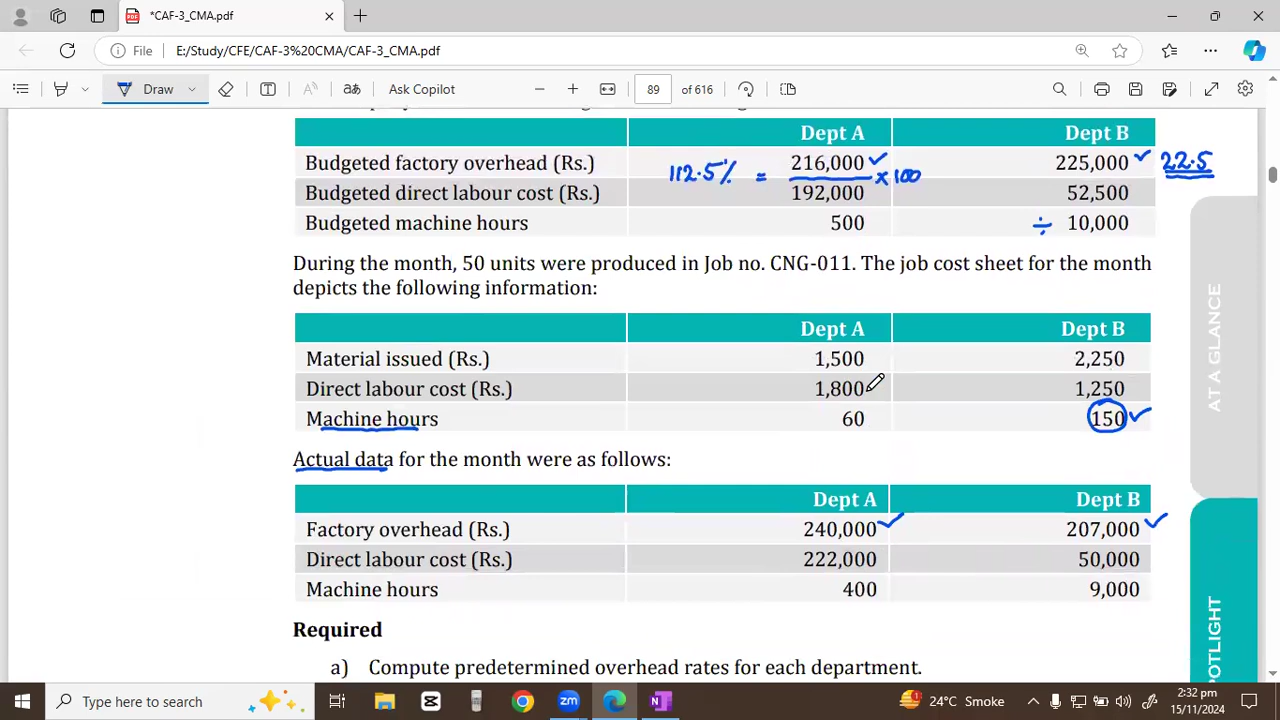 *CAF-3_CMA.pdf
File E:/Study/CFE/CAF-3%20CMA/CAF-3_CMA.pdf
Draw Ask Copilot 89 of 616
Dept A Dept B
Budgeted factory overhead (Rs.) 112.5% = 216,000 × 100 225,000 22.5
Budgeted direct labour cost (Rs.) 192,000 52,500
Budgeted machine hours 500 ÷ 10,000
During the month, 50 units were produced in Job no. CNG-011. The job cost sheet for the month
depicts the following information:
Dept A Dept B
Material issued (Rs.) 1,500 2,250
Direct labour cost (Rs.) 1,800 1,250
Machine hours 60 150
Actual data for the month were as follows:
Dept A Dept B
Factory overhead (Rs.) 240,000 207,000
Direct labour cost (Rs.) 222,000 50,000
Machine hours 400 9,000
Required
a) Compute predetermined overhead rates for each department.
AT A GLANCE
POTLIGHT
Type here to search
24°C Smoke
2:32 pm
15/11/2024